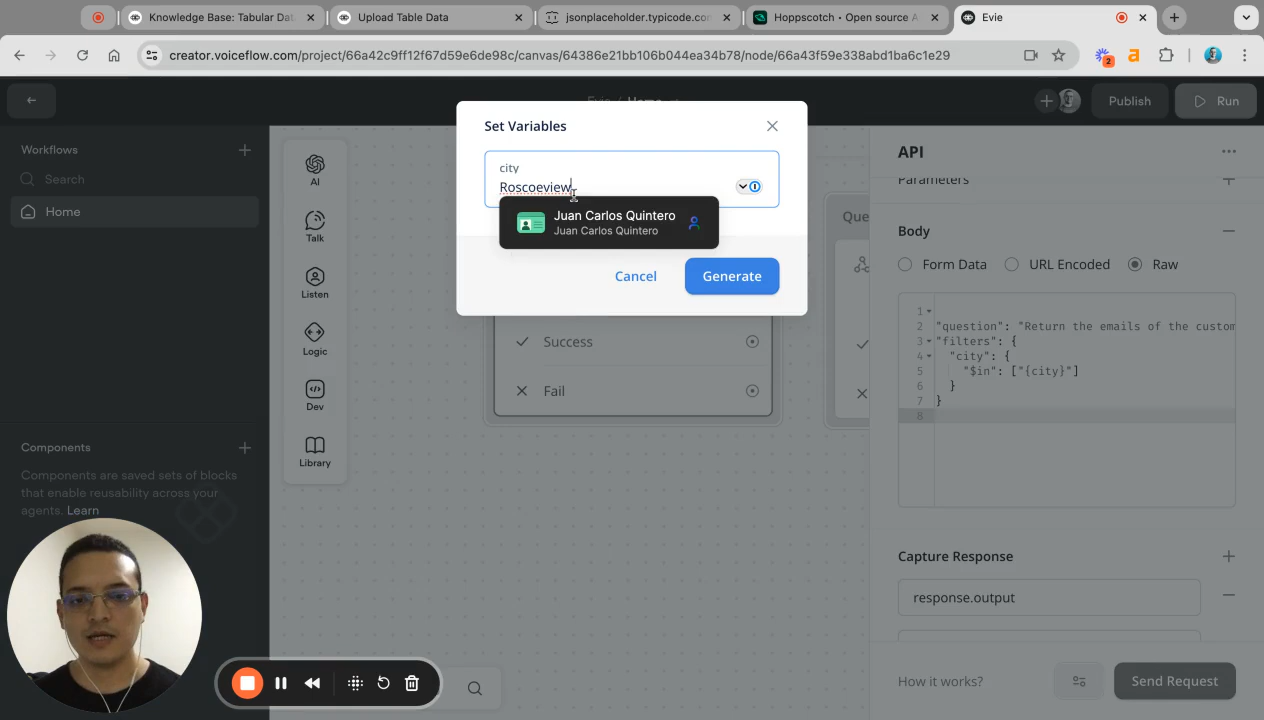 Knowledge Base: Tabular Dat
Upload Table Data
jsonplaceholder.typicode.co
Hoppscotch • Open source A
Evie
creator.voiceflow.com/project/66a42c9ff12f67d59e6de98c/canvas/64386e21bb106b044ea34b78/node/66a43f59e338abd1ba6c1e29
2
Publish
Run
Workflows
Search
Home
AI
Talk
Listen
Logic
Dev
Library
Components
Components are saved sets of blocks
that enable reusability across your
agents. Learn
Set Variables
city
Roscoeview
Juan Carlos Quintero
Juan Carlos Quintero
Cancel
Generate
Success
Fail
Que
API
Parameters
Body
Form Data
URL Encoded
Raw
1
2 "question": "Return the emails of the custom
3 "filters": {
4 "city": {
5 "$in": ["{city}"]
6 }
7 }
8
Capture Response
response.output
How it works?
Send Request